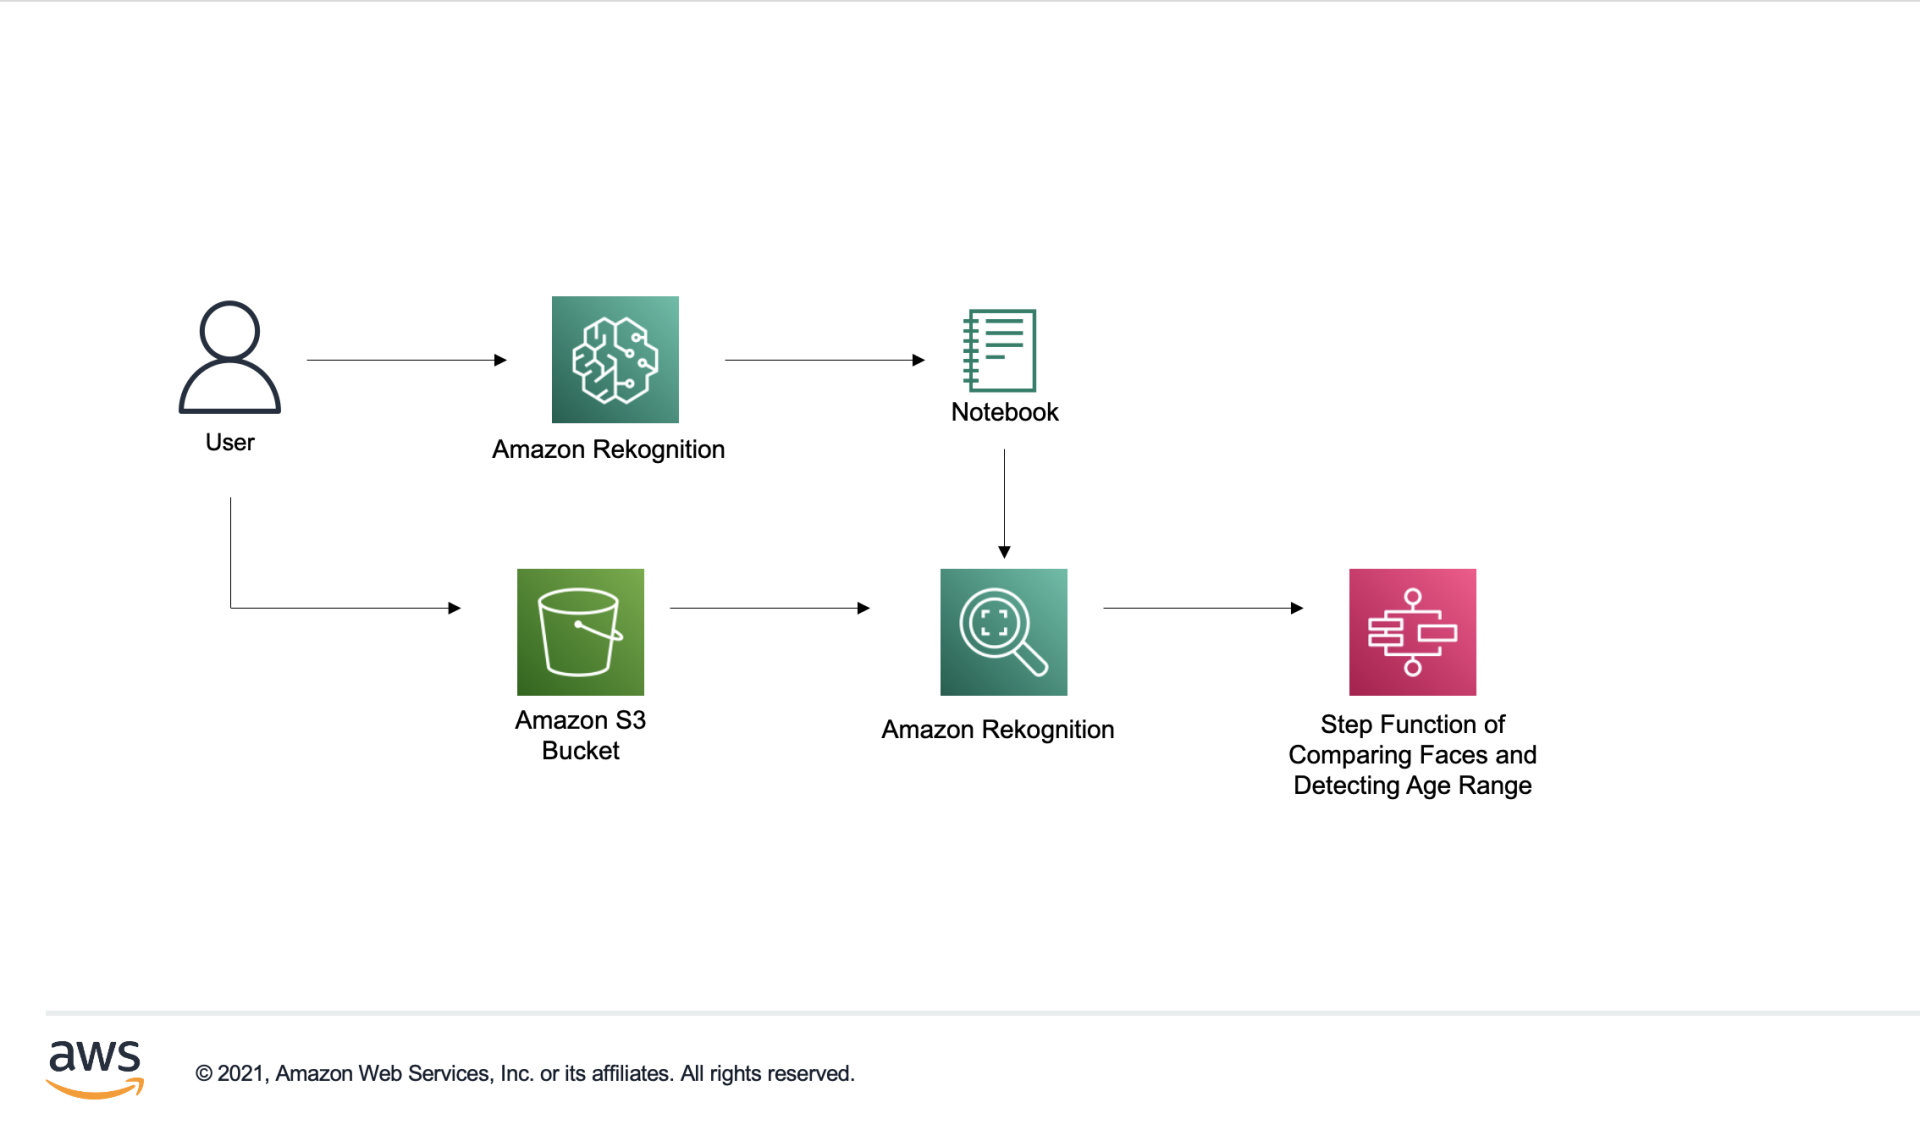 User
Amazon Rekognition
Notebook
Amazon S3
Bucket
Amazon Rekognition
Step Function of
Comparing Faces and
Detecting Age Range
aws
© 2021, Amazon Web Services, Inc. or its affiliates. All rights reserved.